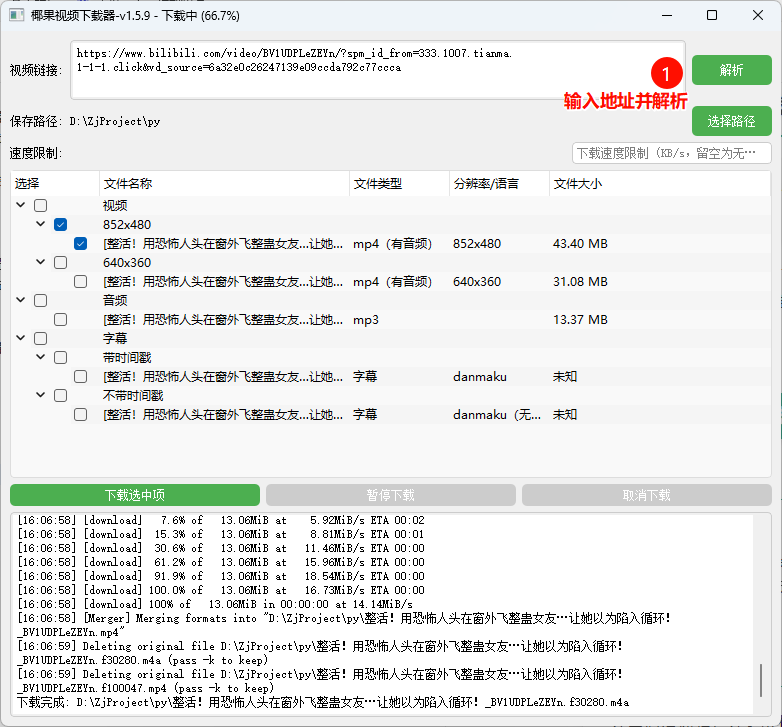 椰果视频下载器-v1.5.9 - 下载中 (66.7%)
视频链接:
https://www.bilibili.com/video/BV1UDPLeZEYn/?spm_id_from=333.1007.tianma.
1-1-1.click&vd_source=6a32e0c26247139e09ccda792c77ccca
1
解析
输入地址并解析
保存路径: D:\ZjProject\py
选择路径
速度限制:
下载速度限制 (KB/s, 留空为无…
选择 文件名称 文件类型 分辨率/语言 文件大小
视频
852x480
[整活！用恐怖人头在窗外飞整蛊女友...让她... mp4（有音频） 852x480 43.40 MB
640x360
[整活！用恐怖人头在窗外飞整蛊女友...让她... mp4（有音频） 640x360 31.08 MB
音频
[整活！用恐怖人头在窗外飞整蛊女友...让她... mp3 13.37 MB
字幕
带时间戳
[整活！用恐怖人头在窗外飞整蛊女友...让她... 字幕 danmaku 未知
不带时间戳
[整活！用恐怖人头在窗外飞整蛊女友...让她... 字幕 danmaku（无... 未知
下载选中项 暂停下载 取消下载
[16:06:58] [download] 7.6% of 13.06MiB at 5.92MiB/s ETA 00:02
[16:06:58] [download] 15.3% of 13.06MiB at 8.81MiB/s ETA 00:01
[16:06:58] [download] 30.6% of 13.06MiB at 11.46MiB/s ETA 00:00
[16:06:58] [download] 61.2% of 13.06MiB at 15.96MiB/s ETA 00:00
[16:06:58] [download] 91.9% of 13.06MiB at 18.54MiB/s ETA 00:00
[16:06:58] [download] 100.0% of 13.06MiB at 16.73MiB/s ETA 00:00
[16:06:58] [download] 100% of 13.06MiB in 00:00:00 at 14.14MiB/s
[16:06:58] [Merger] Merging formats into "D:\ZjProject\py\整活！用恐怖人头在窗外飞整蛊女友…让她以为陷入循环！
_BV1UDPLeZEYn.mp4"
[16:06:59] Deleting original file D:\ZjProject\py\整活！用恐怖人头在窗外飞整蛊女友…让她以为陷入循环！
_BV1UDPLeZEYn.f30280.m4a (pass -k to keep)
[16:06:59] Deleting original file D:\ZjProject\py\整活！用恐怖人头在窗外飞整蛊女友…让她以为陷入循环！
_BV1UDPLeZEYn.f100047.mp4 (pass -k to keep)
下载完成: D:\ZjProject\py\整活！用恐怖人头在窗外飞整蛊女友…让她以为陷入循环！_BV1UDPLeZEYn.f30280.m4a